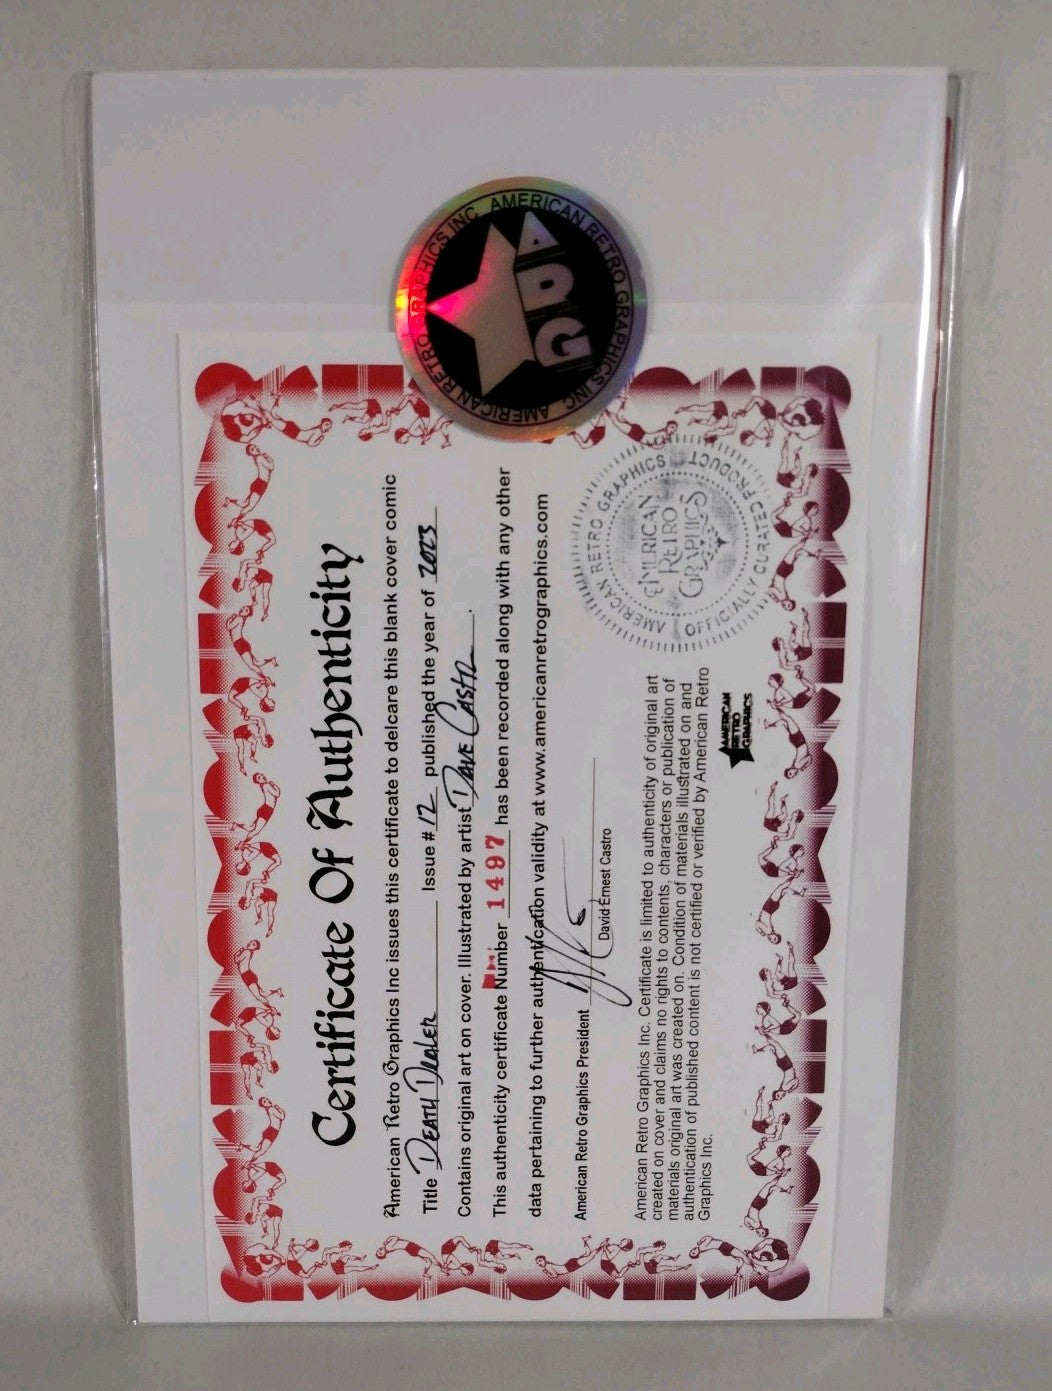 AMERICAN RETRO GRAPHICS INC. AMERICAN RETRO GRAPHICS INC.
ARG
Certificate Of Authenticity
American Retro Graphics Inc issues this certificate to delcare this blank cover comic
Title Death Dealer Issue # 12 published the year of 2023
Contains original art on cover. Illustrated by artist Dave Castr .
This authenticity certificate Number 1497 has been recorded along with any other
data pertaining to further authentication validity at www.americanretrographics.com
American Retro Graphics President
David Ernest Castro
American Retro Graphics Inc. Certificate is limited to authenticity of original art
created on cover and claims no rights to contents, characters or publication of
materials original art was created on. Condition of materials illustrated on and
authentication of published content is not certified or verified by American Retro
Graphics Inc.
AMERICAN
RETRO
GRAPHICS
AMERICAN RETRO GRAPHICS
OFFICIALLY CURATED PRODUCT
AMERICAN
RETRO
GRAPHICS